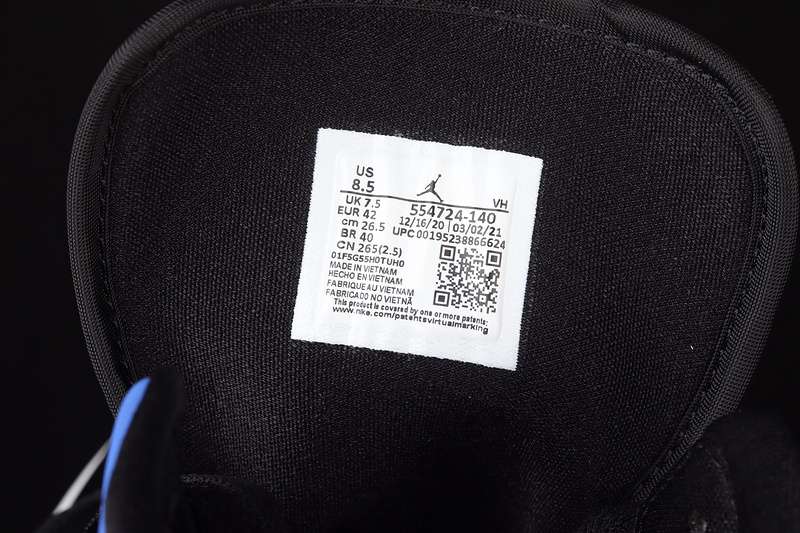 US
8.5
VH
UK 7.5
554724-140
EUR 42
12/16/20 03/02/21
cm 26.5
UPC 00195238866624
BR 40
CN 265(2.5)
01F5G55H0TUH0
MADE IN VIETNAM
HECHO EN VIETNAM
FABRIQUE AU VIETNAM
FABRICADO NO VIETNÃ
This product is covered by one or more patents:
www.nike.com/patentsvirtualmarking